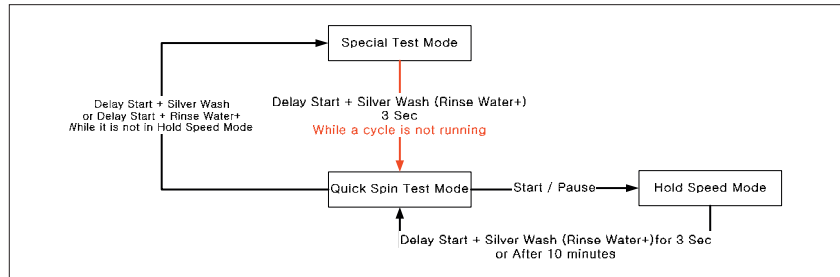 Special Test Mode
Delay Start + Silver Wash
or Delay Start + Rinse Water+
While it is not in Hold Speed Mode
Delay Start + Silver Wash (Rinse Water+)
3 Sec
While a cycle is not running
Quick Spin Test Mode
Start / Pause
Hold Speed Mode
Delay Start + Silver Wash (Rinse Water+)for 3 Sec
or After 10 minutes